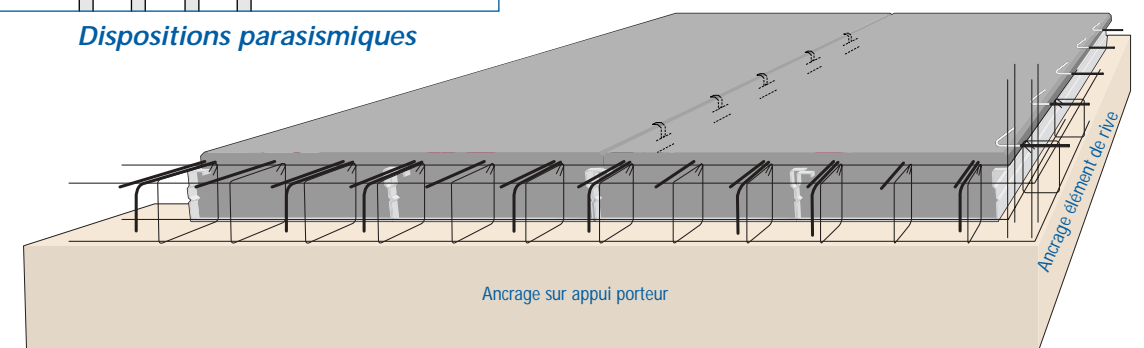 Dispositions parasismiques
Ancrage sur appui porteur
Ancrage élément de rive